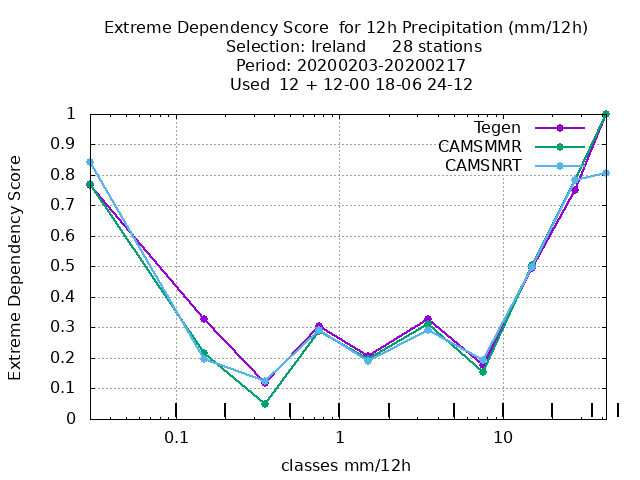 Extreme Dependency Score  for 12h Precipitation (mm/12h)
Selection: Ireland     28 stations
Period: 20200203-20200217
Used  12 + 12-00 18-06 24-12
Tegen
CAMSMMR
CAMSNRT
1
0.9
0.8
0.7
0.6
0.5
0.4
0.3
0.2
0.1
0
Extreme Dependency Score
0.1 1 10
classes mm/12h